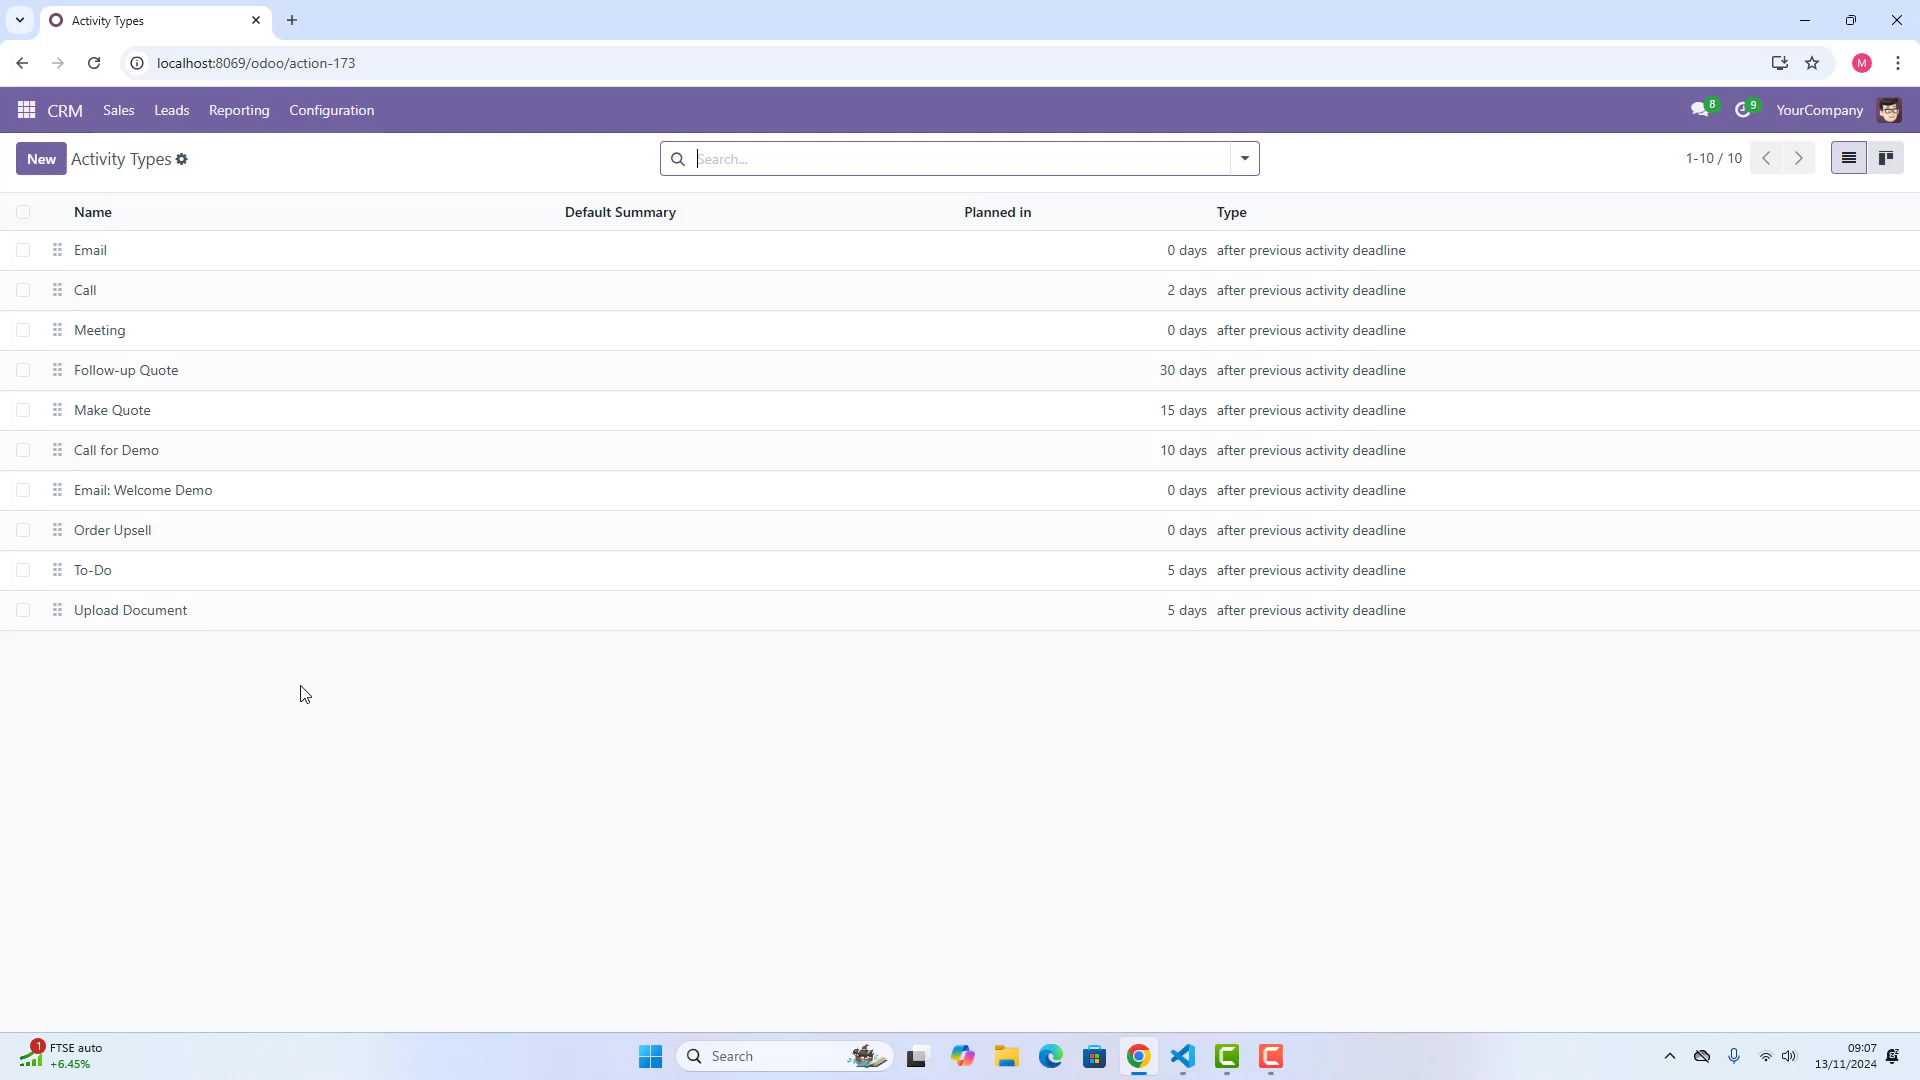 Activity Types
localhost:8069/odoo/action-173
M
CRM Sales Leads Reporting Configuration 8 9 YourCompany
New Activity Types Search... 1-10 / 10
Name Default Summary Planned in Type
Email 0 days after previous activity deadline
Call 2 days after previous activity deadline
Meeting 0 days after previous activity deadline
Follow-up Quote 30 days after previous activity deadline
Make Quote 15 days after previous activity deadline
Call for Demo 10 days after previous activity deadline
Email: Welcome Demo 0 days after previous activity deadline
Order Upsell 0 days after previous activity deadline
To-Do 5 days after previous activity deadline
Upload Document 5 days after previous activity deadline
1 FTSE auto
+6.45%
Search
09:07
13/11/2024